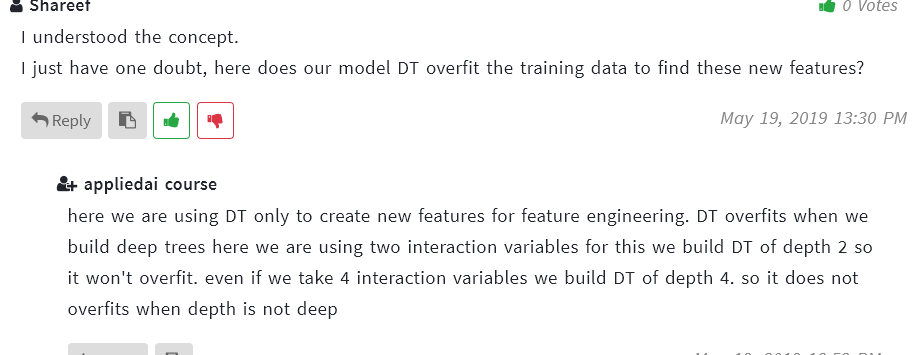 Shareef
0 Votes
I understood the concept.
I just have one doubt, here does our model DT overfit the training data to find these new features?
Reply
May 19, 2019 13:30 PM
appliedai course
here we are using DT only to create new features for feature engineering. DT overfits when we
build deep trees here we are using two interaction variables for this we build DT of depth 2 so
it won't overfit. even if we take 4 interaction variables we build DT of depth 4. so it does not
overfits when depth is not deep